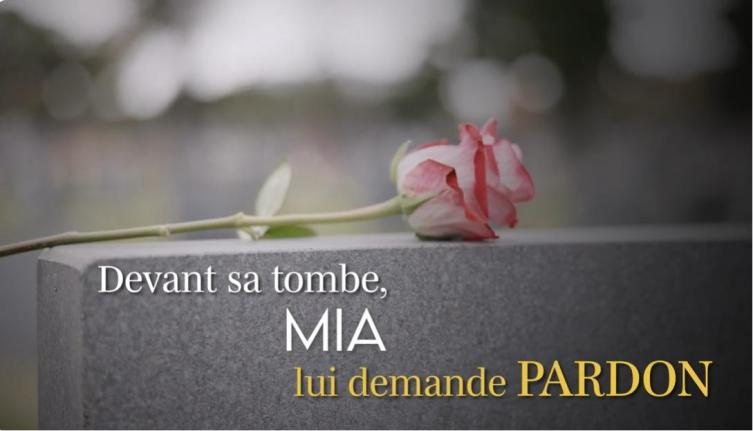 Devant sa tombe,
MIA
lui demande PARDON